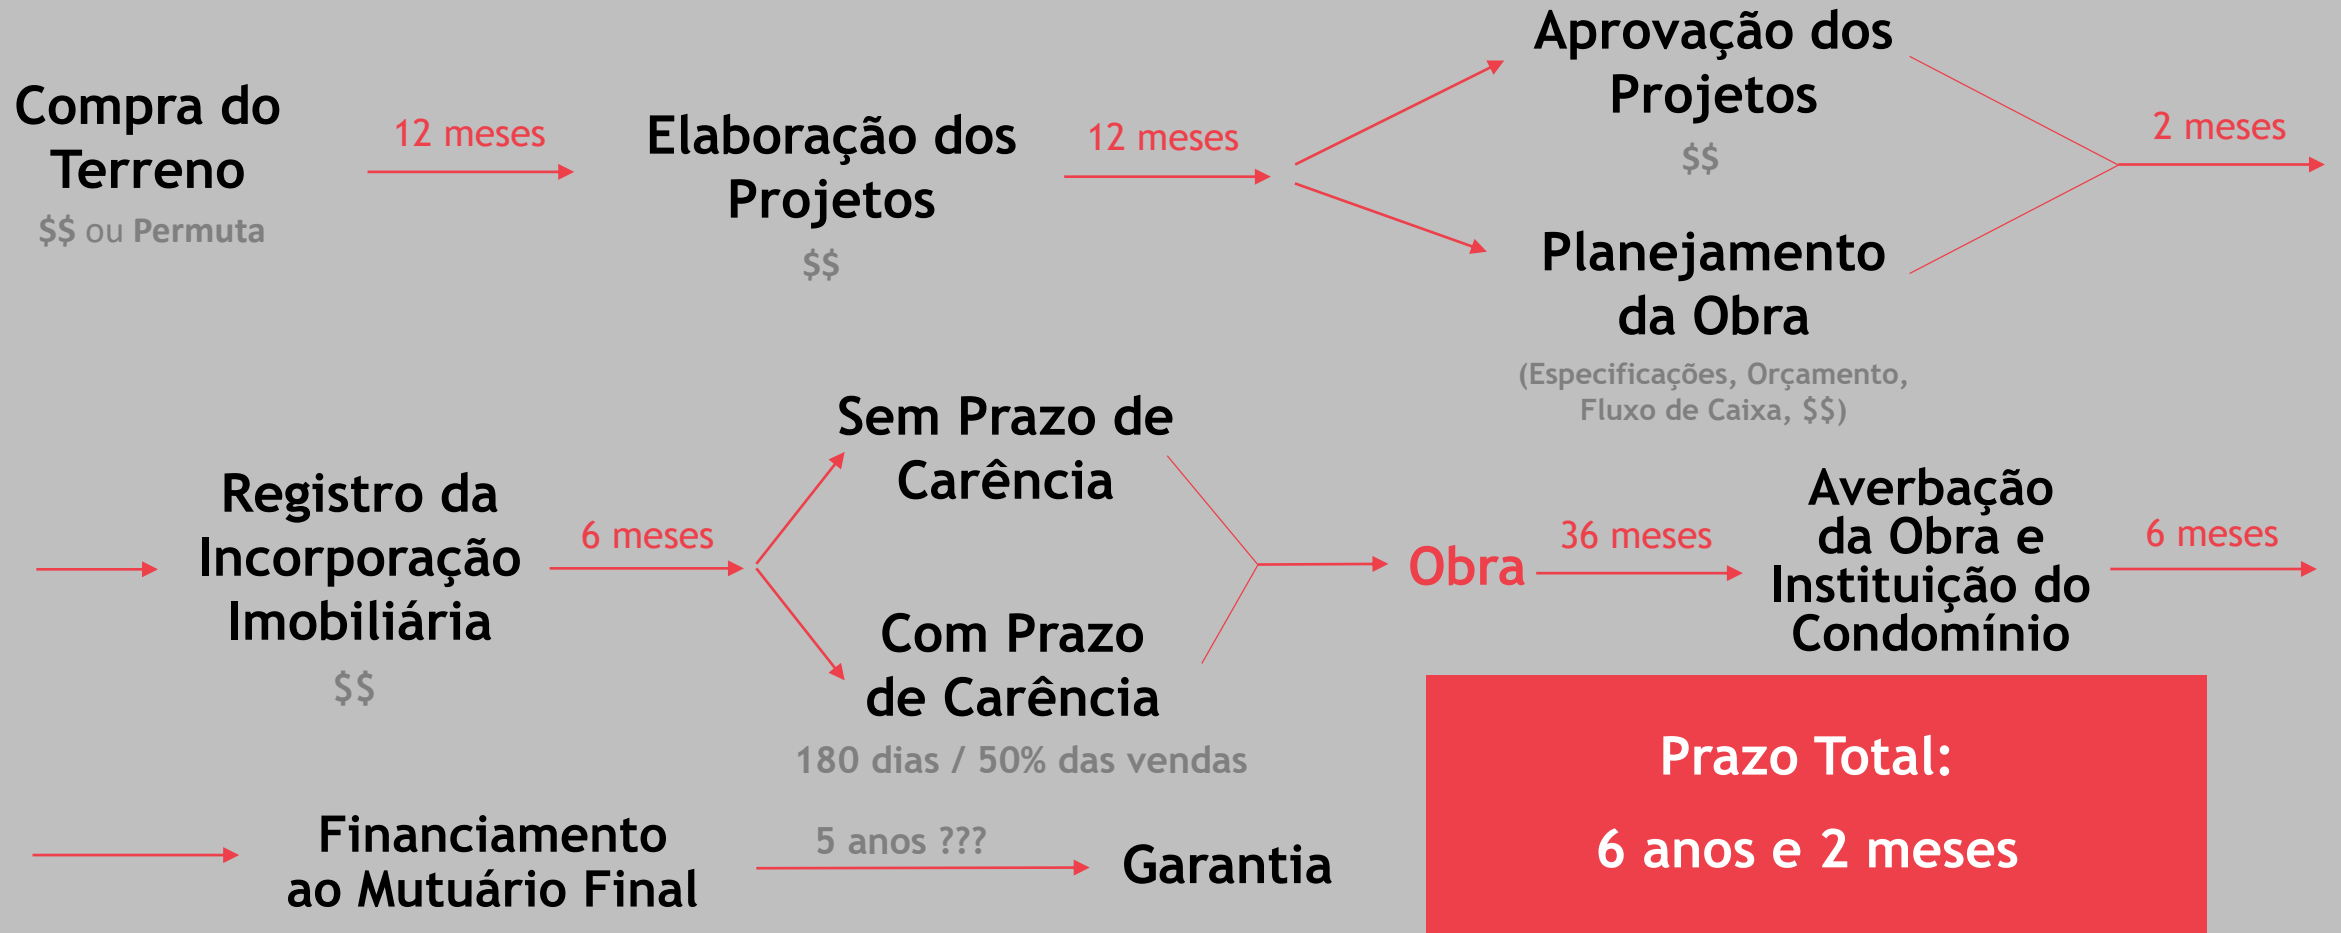 Compra do
Terreno
$$ ou Permuta
12 meses
Elaboração dos
Projetos
$$
12 meses
Aprovação dos
Projetos
$$
Planejamento
da Obra
(Especificações, Orçamento,
Fluxo de Caixa, $$)
2 meses
Registro da
Incorporação
Imobiliária
$$
6 meses
Sem Prazo de
Carência
Com Prazo
de Carência
180 dias / 50% das vendas
Obra
36 meses
Averbação
da Obra e
Instituição do
Condomínio
6 meses
Financiamento
ao Mutuário Final
5 anos ???
Garantia
Prazo Total:
6 anos e 2 meses